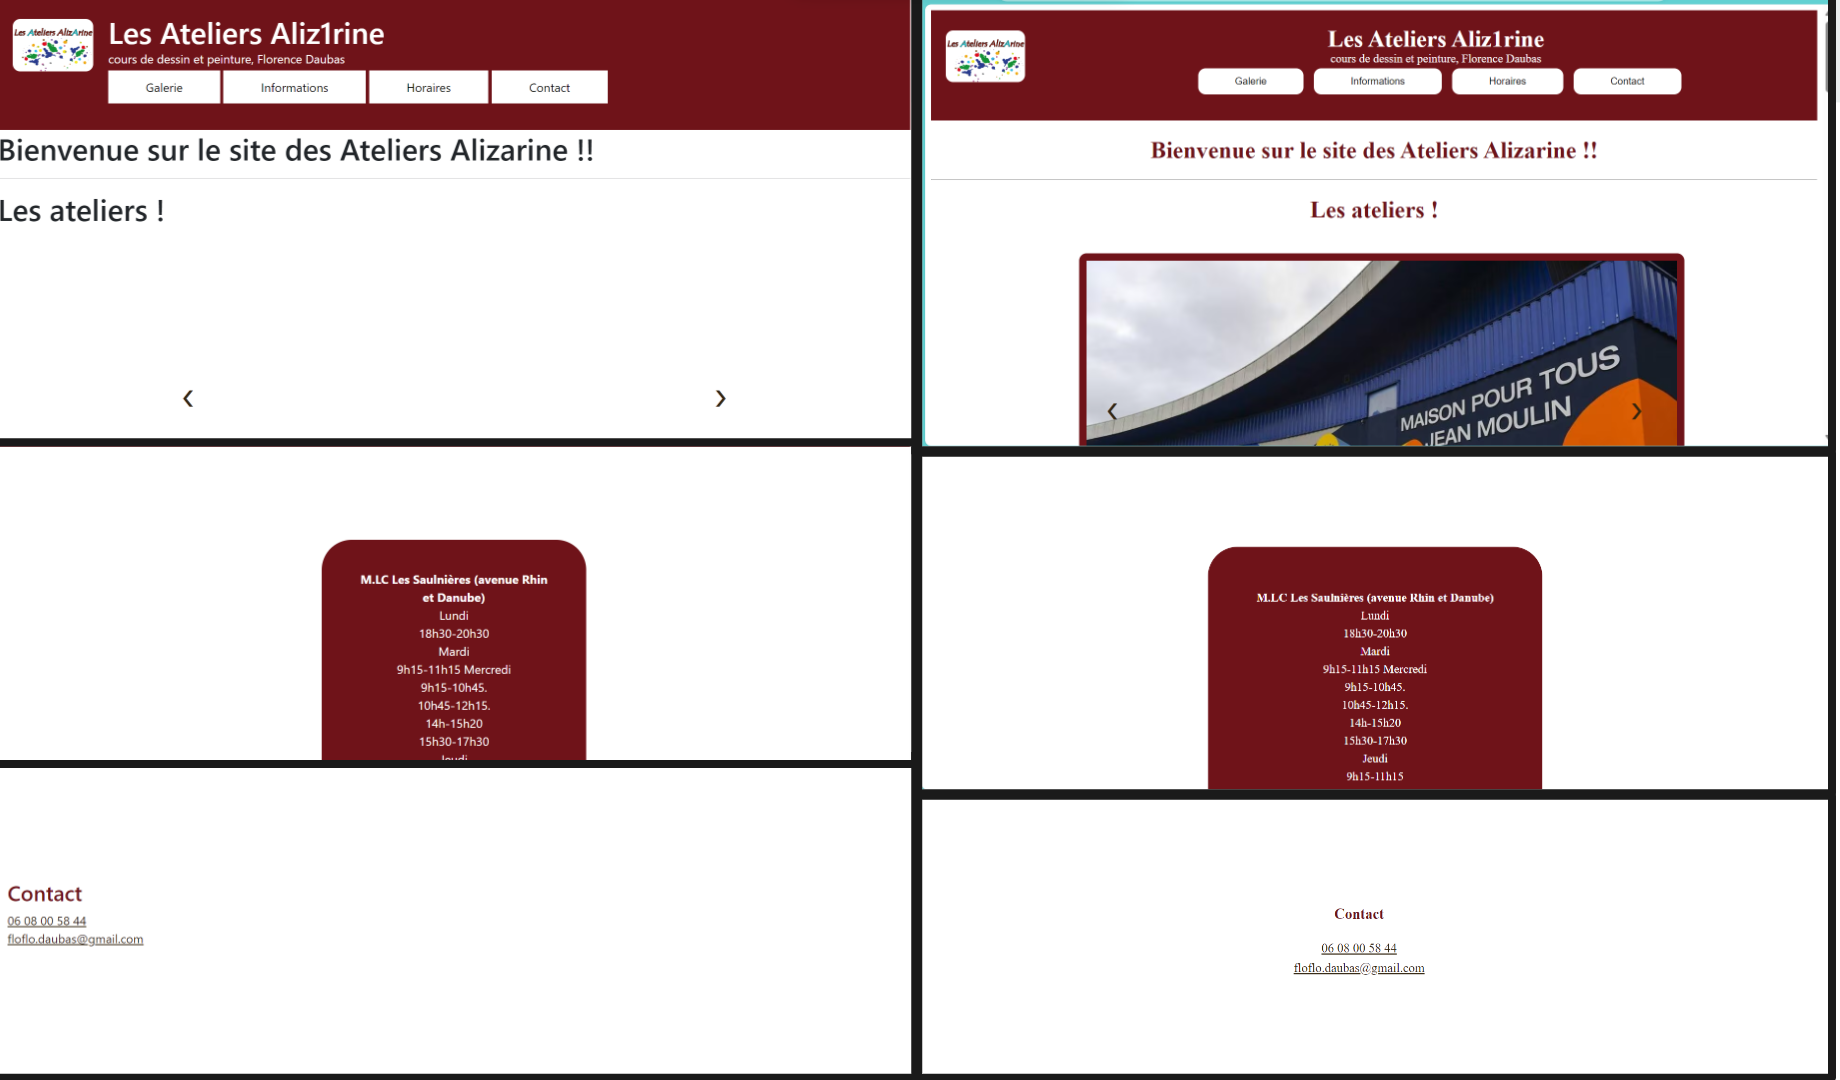 Les Ateliers AlizArine
Les Ateliers Aliz1rine
cours de dessin et peinture, Florence Daubas
Galerie Informations Horaires Contact
Bienvenue sur le site des Ateliers Alizarine !!
Les ateliers !
❮ ❯
M.LC Les Saulnières (avenue Rhin
et Danube)
Lundi
18h30-20h30
Mardi
9h15-11h15 Mercredi
9h15-10h45.
10h45-12h15.
14h-15h20
15h30-17h30
Jeudi
Contact
06 08 00 58 44
floflo.daubas@gmail.com
Les Ateliers AlizArine
Les Ateliers Aliz1rine
cours de dessin et peinture, Florence Daubas
Galerie Informations Horaires Contact
Bienvenue sur le site des Ateliers Alizarine !!
Les ateliers !
MAISON POUR TOUS
JEAN MOULIN
❮ ❯
M.LC Les Saulnières (avenue Rhin et Danube)
Lundi
18h30-20h30
Mardi
9h15-11h15 Mercredi
9h15-10h45.
10h45-12h15.
14h-15h20
15h30-17h30
Jeudi
9h15-11h15
Contact
06 08 00 58 44
floflo.daubas@gmail.com